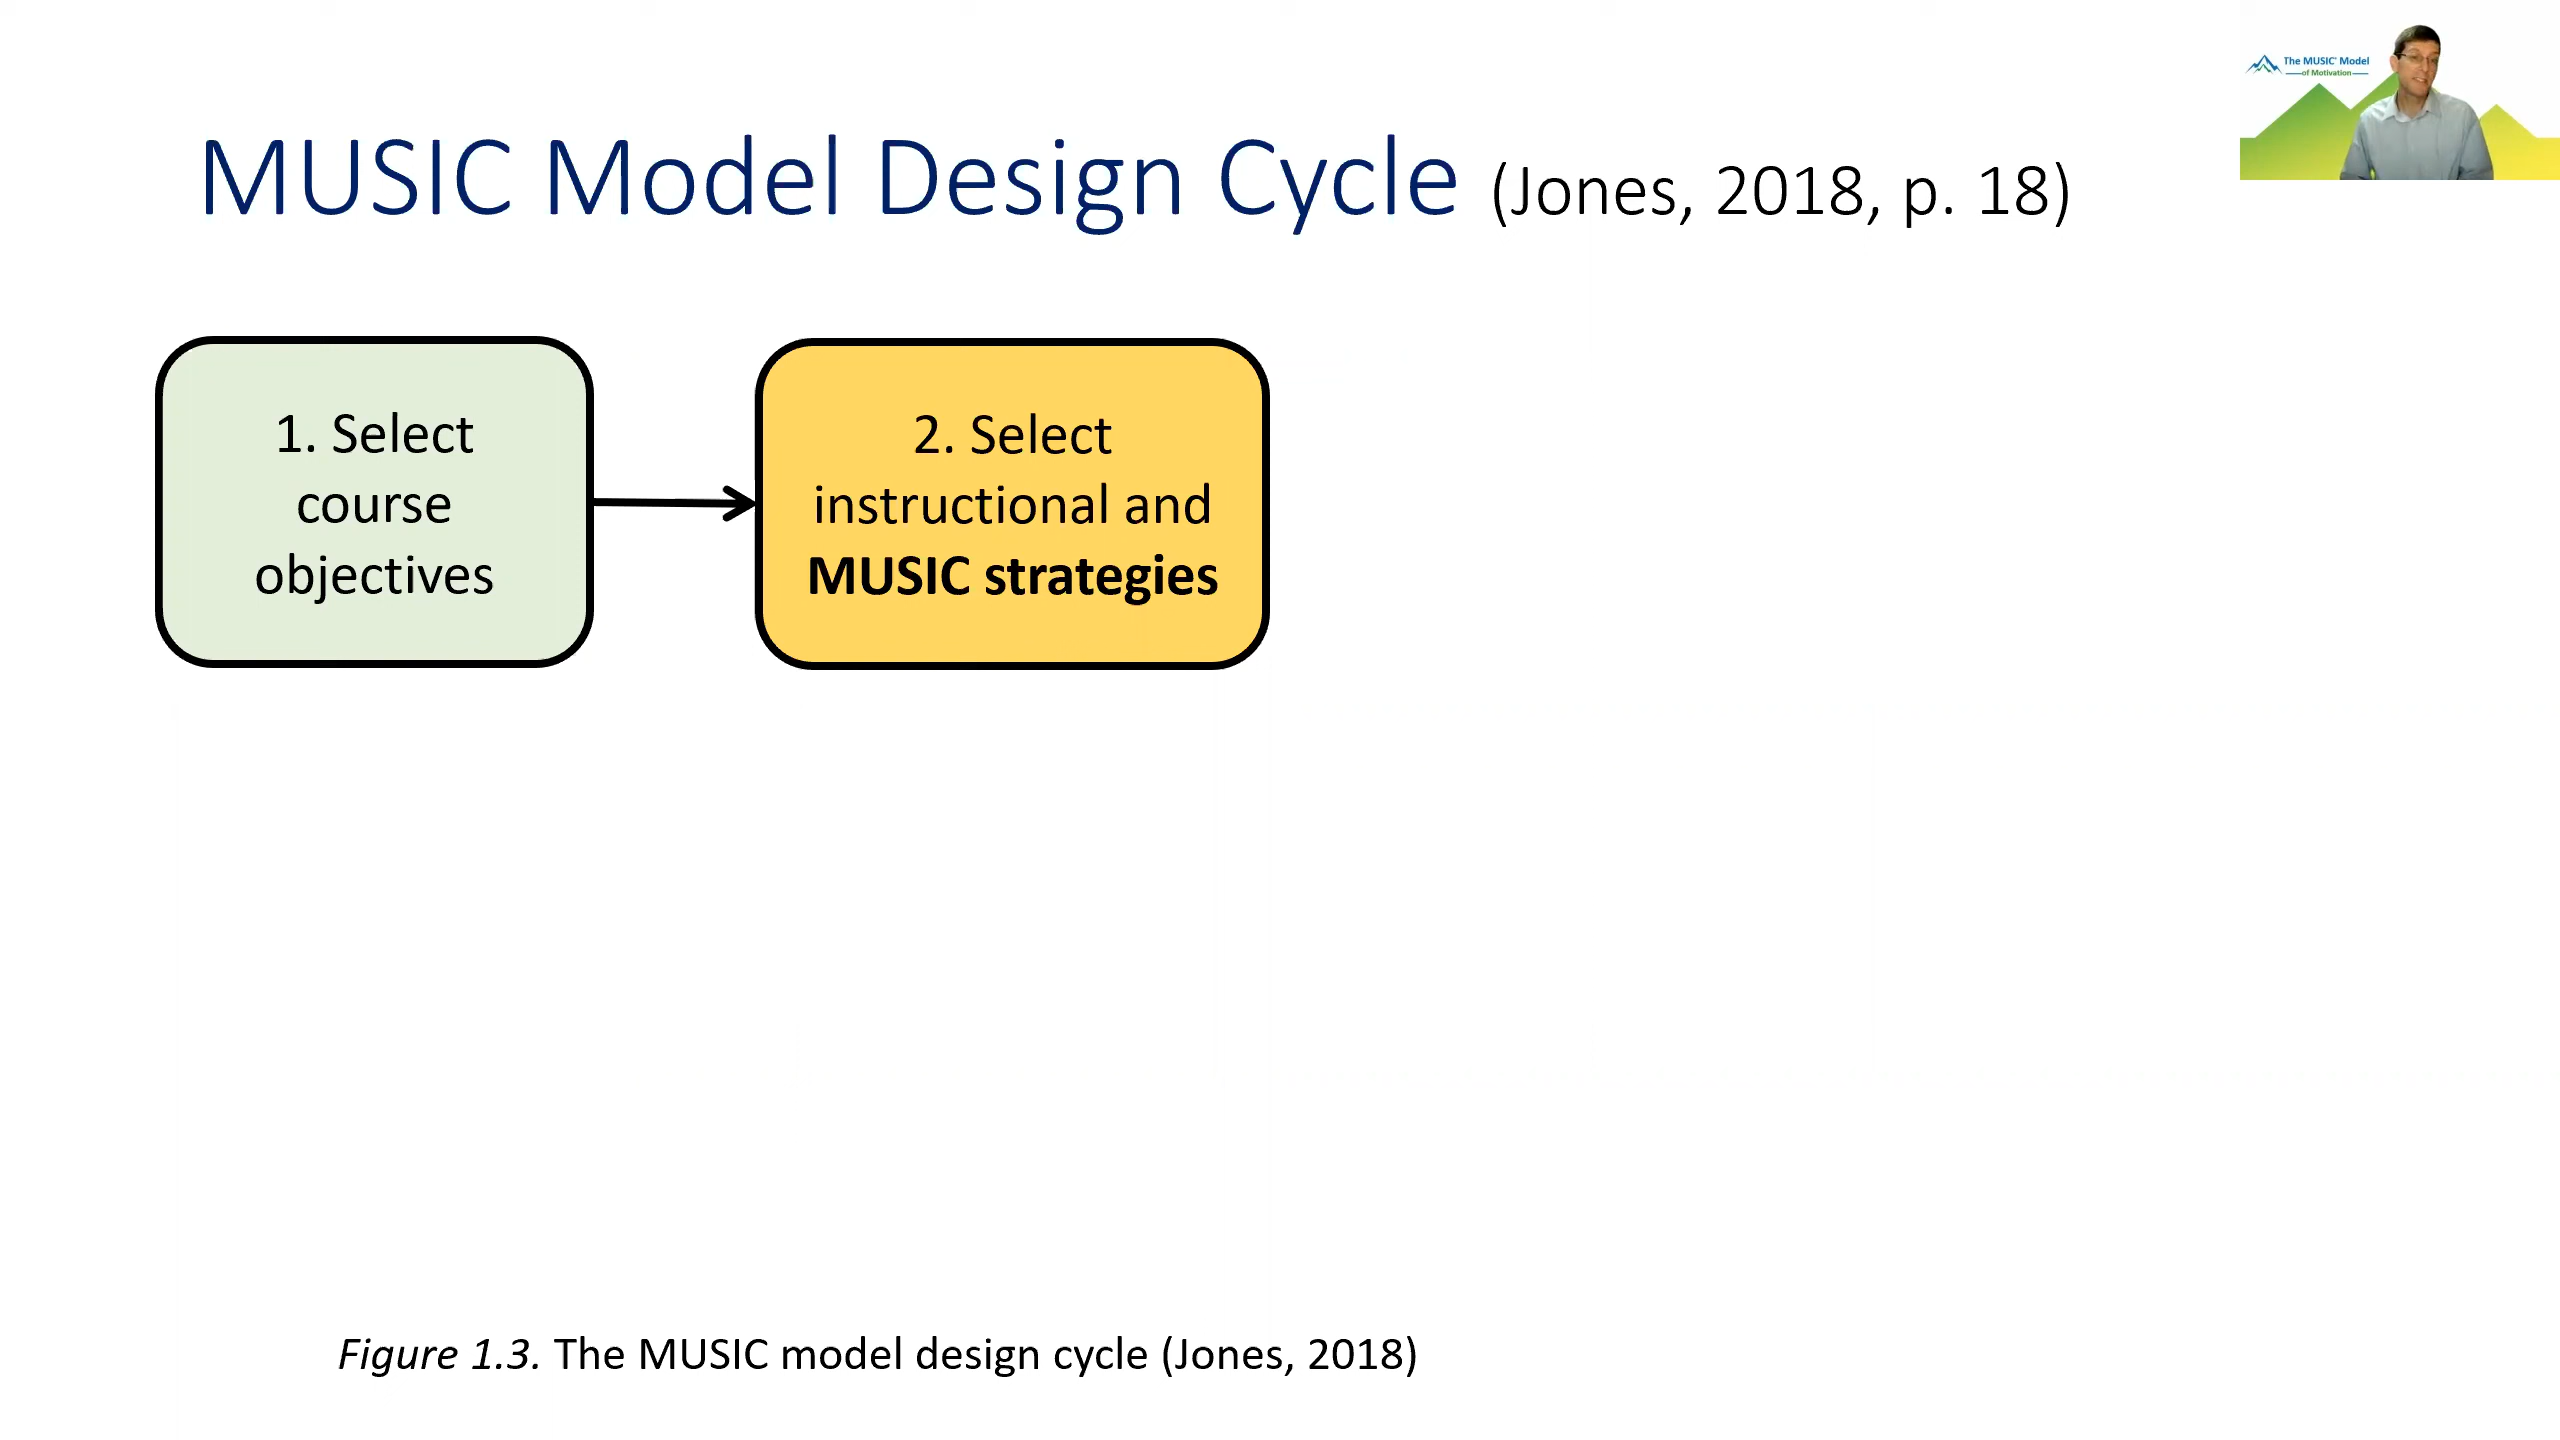 The MUSIC® Model
of Motivation
MUSIC Model Design Cycle (Jones, 2018, p. 18)
1. Select
course
objectives
2. Select
instructional and
MUSIC strategies
Figure 1.3. The MUSIC model design cycle (Jones, 2018)